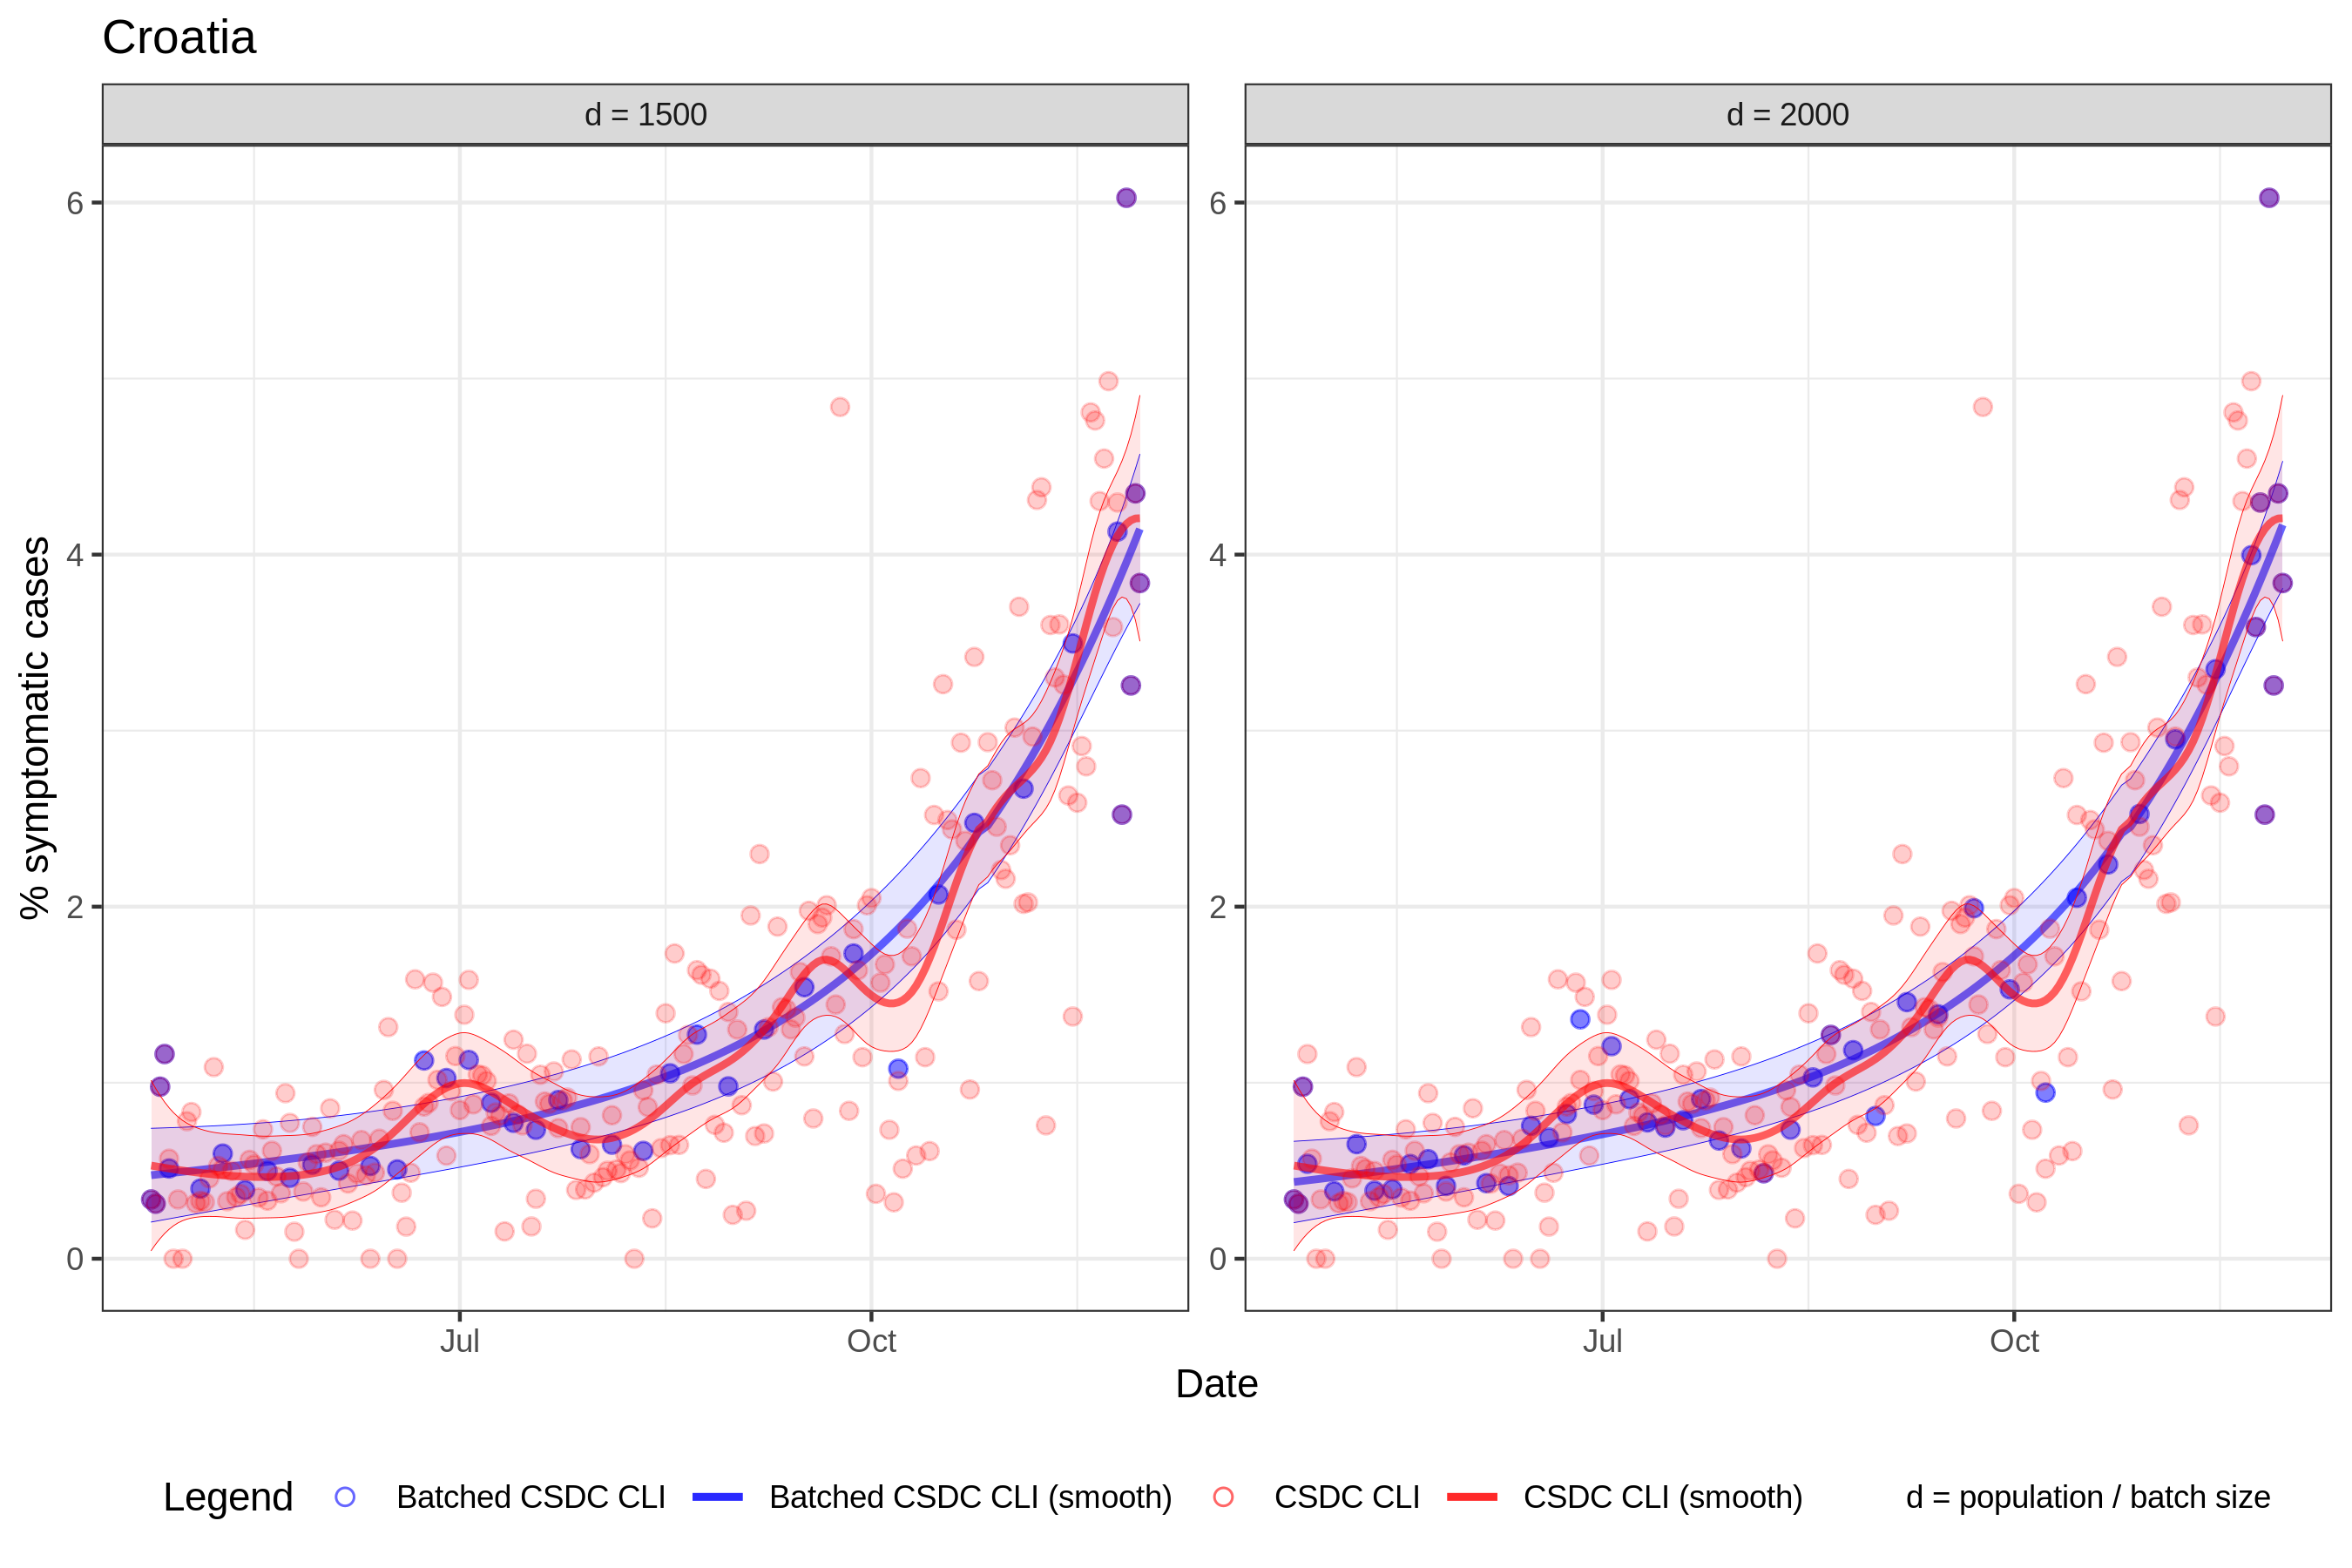 Croatia
d = 1500
d = 2000
% symptomatic cases
6
4
2
0
6
4
2
0
Jul
Oct
Jul
Oct
Date
Legend
Batched CSDC CLI
Batched CSDC CLI (smooth)
CSDC CLI
CSDC CLI (smooth)
d = population / batch size